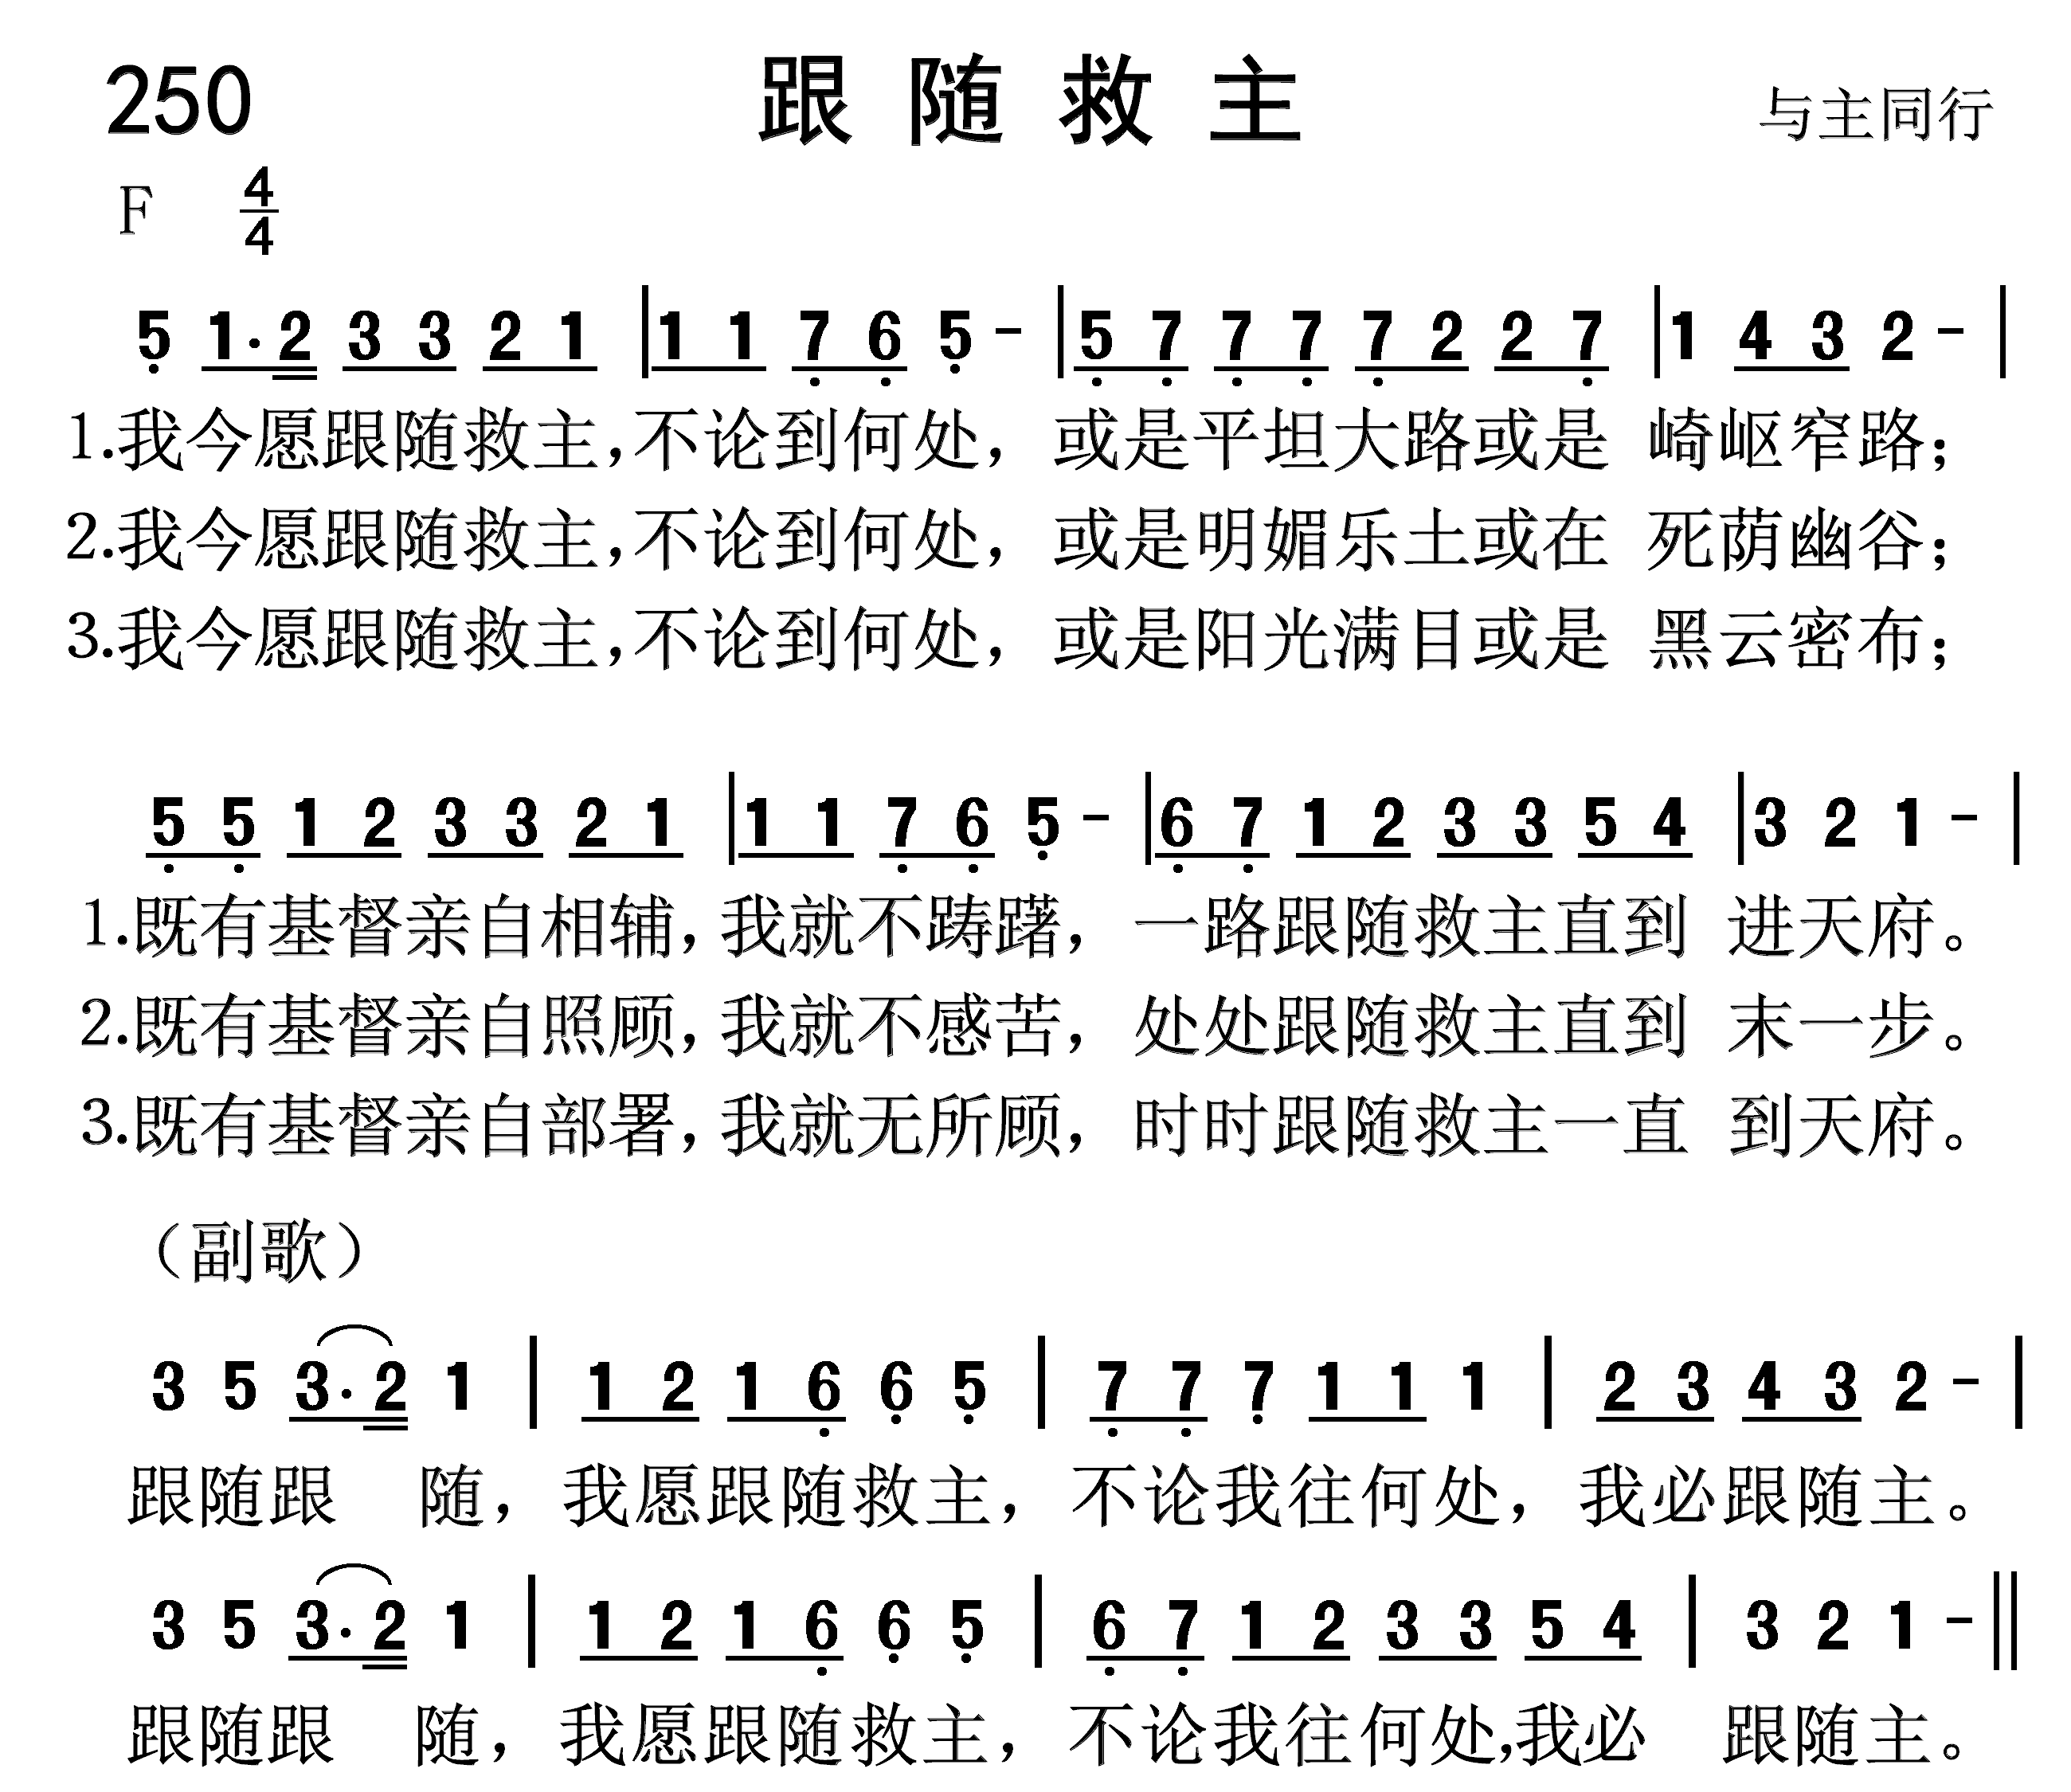 250 跟随救主 与主同行
F 4/4
5 1·2 3 3 2 1 | 1 1 7 6 5 - | 5 7 7 7 7 2 2 7 | 1 4 3 2 - |
1.我今愿跟随救主，不论到何处，或是平坦大路或是 崎岖窄路；
2.我今愿跟随救主，不论到何处，或是明媚乐土或在 死荫幽谷；
3.我今愿跟随救主，不论到何处，或是阳光满目或是 黑云密布；
5 5 1 2 3 3 2 1 | 1 1 7 6 5 - | 6 7 1 2 3 3 5 4 | 3 2 1 - |
1.既有基督亲自相辅，我就不踌躇，一路跟随救主直到 进天府。
2.既有基督亲自照顾，我就不感苦，处处跟随救主直到 末一步。
3.既有基督亲自部署，我就无所顾，时时跟随救主一直 到天府。
（副歌）
3 5 3·2 1 | 1 2 1 6 6 5 | 7 7 7 1 1 1 | 2 3 4 3 2 - |
跟随跟 随，我愿跟随救主，不论我往何处，我必跟随主。
3 5 3·2 1 | 1 2 1 6 6 5 | 6 7 1 2 3 3 5 4 | 3 2 1 - ||
跟随跟 随，我愿跟随救主，不论我往何处，我必 跟随主。